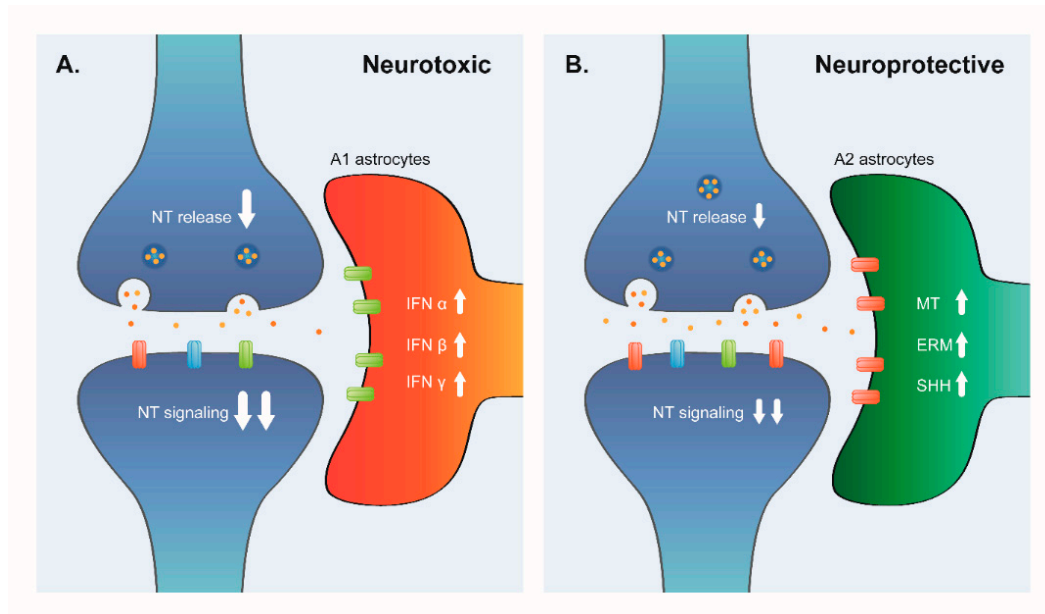 A.
Neurotoxic
A1 astrocytes
NT release
IFN α
IFN β
IFN γ
NT signaling
B.
Neuroprotective
A2 astrocytes
NT release
MT
ERM
SHH
NT signaling